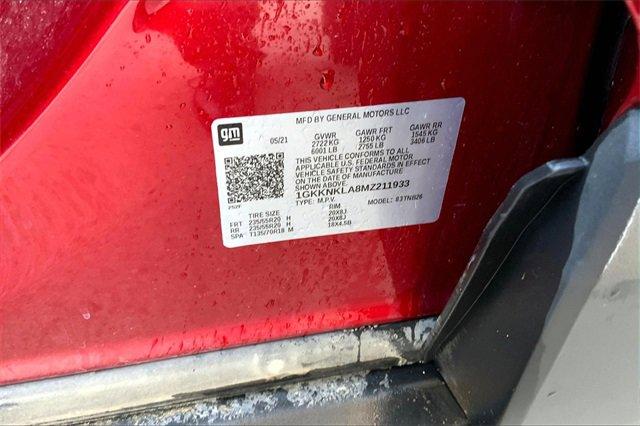 MFD BY GENERAL MOTORS LLC
gm
05/21 GVWR GAWR FRT GAWR RR
2722 KG 1250 KG 1545 KG
6001 LB 2755 LB 3406 LB
THIS VEHICLE CONFORMS TO ALL
APPLICABLE U.S. FEDERAL MOTOR
VEHICLE SAFETY STANDARDS IN EFFECT
ON THE DATE OF MANUFACTURE
SHOWN ABOVE.
1GKKNKLA8MZ211933
TYPE: M.P.V. MODEL: 83TNB26
TIRE SIZE RIM
FRT 235/55R20 H 20X8J
RR 235/55R20 H 20X8J
SPA T135/70R18 M 18X4.5B